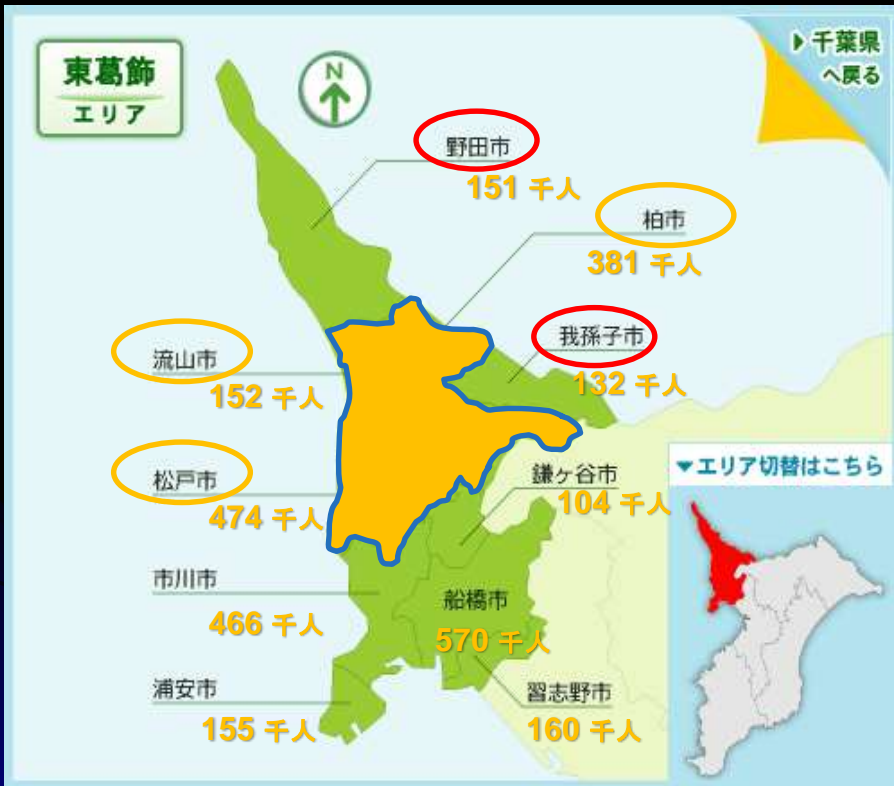 東葛飾
エリア
N
千葉県
へ戻る
野田市
151 千人
柏市
381 千人
流山市
152 千人
我孫子市
132 千人
松戸市
474 千人
鎌ヶ谷市
104 千人
エリア切替はこちら
市川市
466 千人
船橋市
570 千人
浦安市
155 千人
習志野市
160 千人